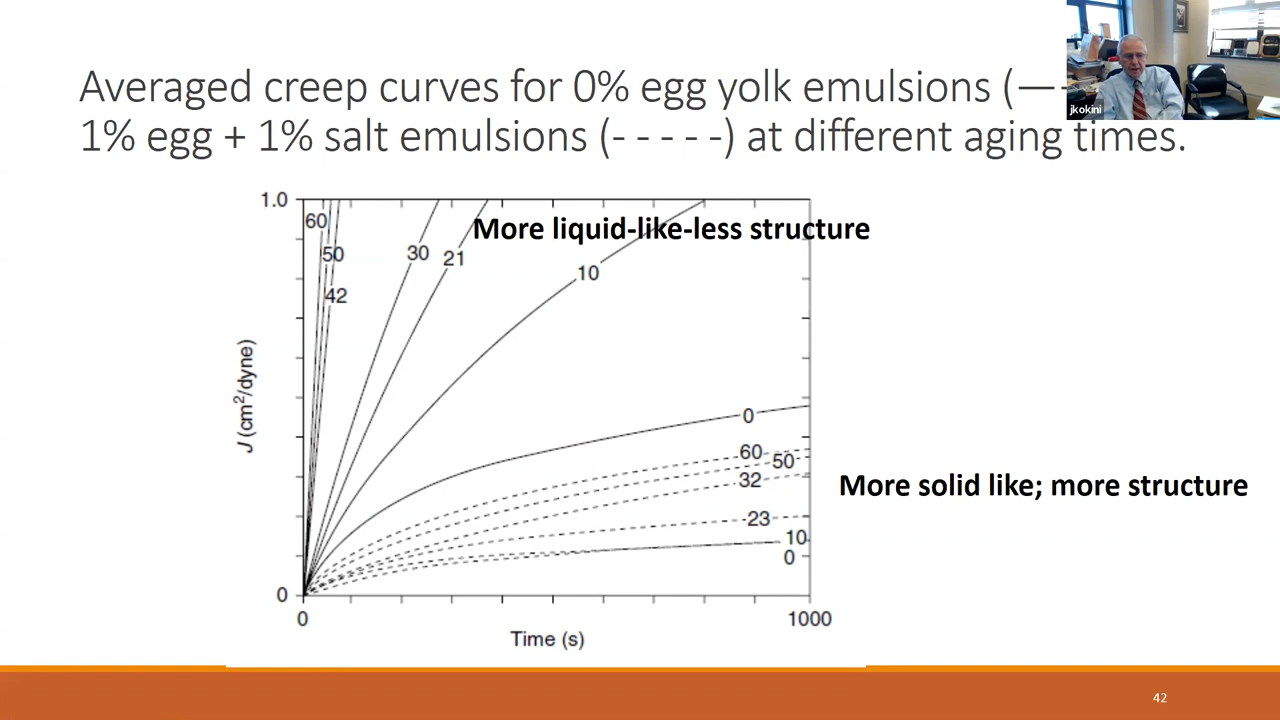 Averaged creep curves for 0% egg yolk emulsions (—
1% egg + 1% salt emulsions (- - - - -) at different aging times.
jkokini
1.0
60
50
42
30
21
More liquid-like-less structure
10
J (cm²/dyne)
0
60
50
32
More solid like; more structure
23
10
0
0
0
1000
Time (s)
42